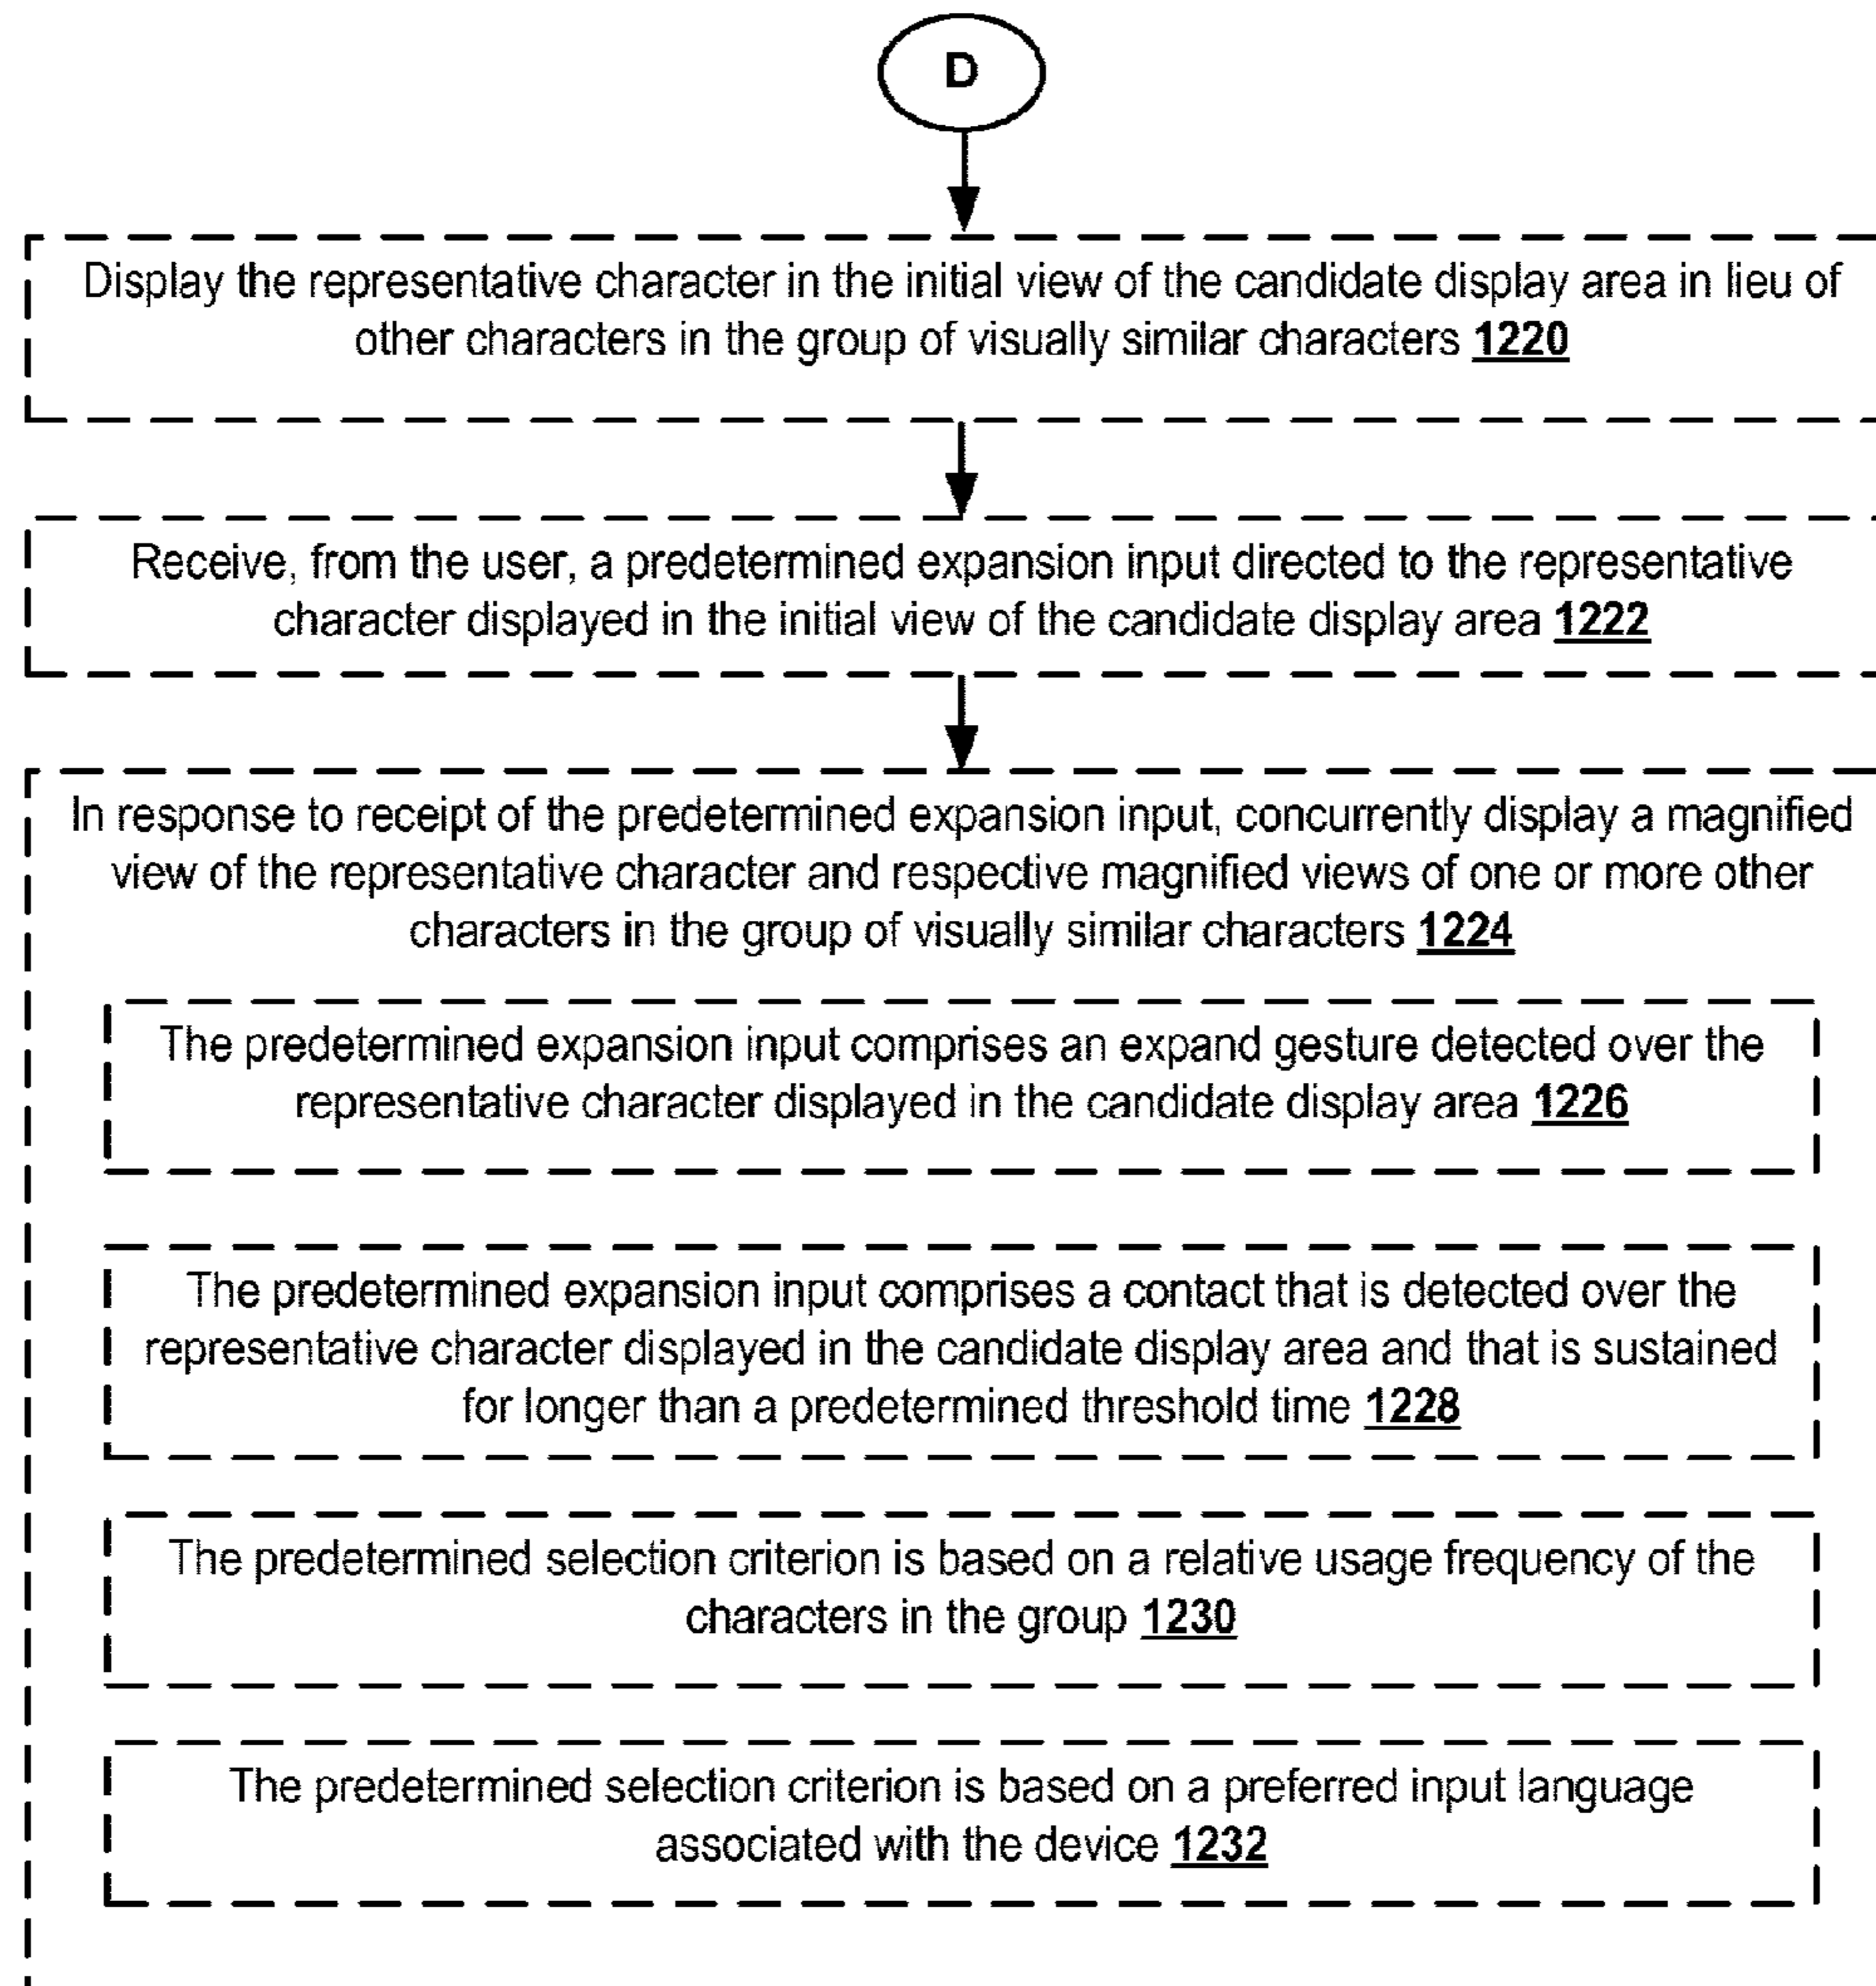 D
Display the representative character in the initial view of the candidate display area in lieu of
other characters in the group of visually similar characters 1220
Receive, from the user, a predetermined expansion input directed to the representative
character displayed in the initial view of the candidate display area 1222
In response to receipt of the predetermined expansion input, concurrently display a magnified
view of the representative character and respective magnified views of one or more other
characters in the group of visually similar characters 1224
The predetermined expansion input comprises an expand gesture detected over the
representative character displayed in the candidate display area 1226
The predetermined expansion input comprises a contact that is detected over the
representative character displayed in the candidate display area and that is sustained
for longer than a predetermined threshold time 1228
The predetermined selection criterion is based on a relative usage frequency of the
characters in the group 1230
The predetermined selection criterion is based on a preferred input language
associated with the device 1232